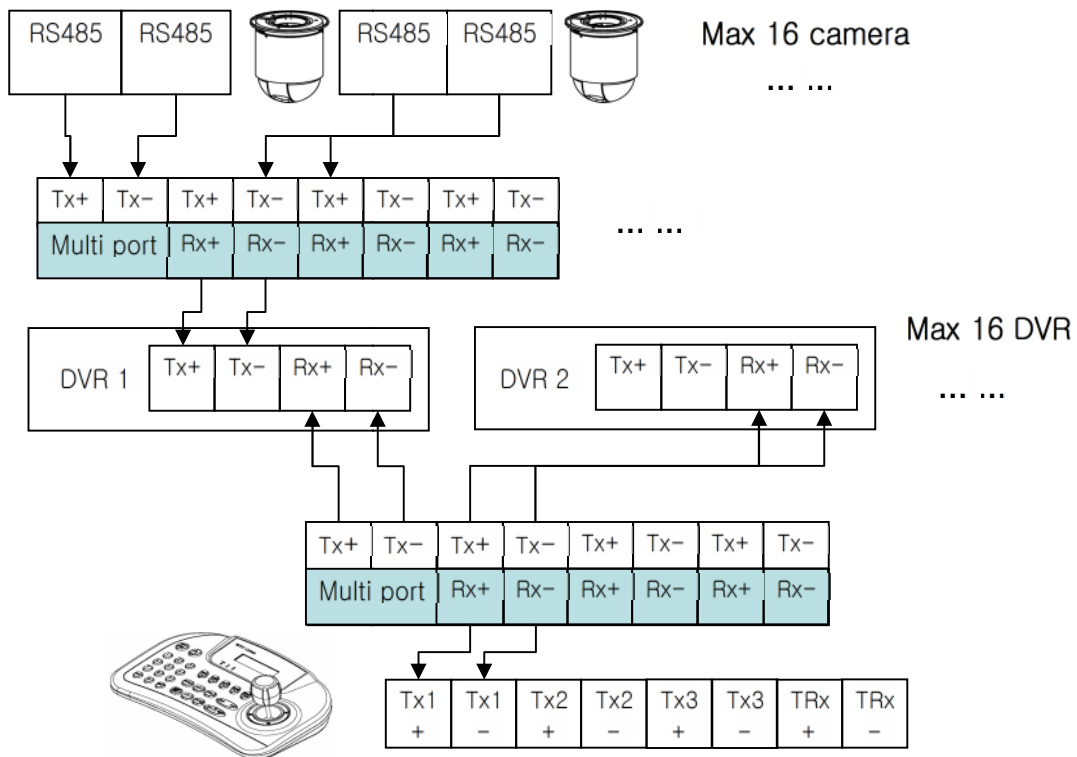 RS485 RS485 RS485 RS485 Max 16 camera
... ...
Tx+ Tx- Tx+ Tx- Tx+ Tx- Tx+ Tx-
... ...
Multi port Rx+ Rx- Rx+ Rx- Rx+ Rx-
Max 16 DVR
DVR 1 Tx+ Tx- Rx+ Rx- DVR 2 Tx+ Tx- Rx+ Rx-
... ...
Tx+ Tx- Tx+ Tx- Tx+ Tx- Tx+ Tx-
Multi port Rx+ Rx- Rx+ Rx- Rx+ Rx-
Tx1 Tx1 Tx2 Tx2 Tx3 Tx3 TRx TRx
+ - + - + - + -